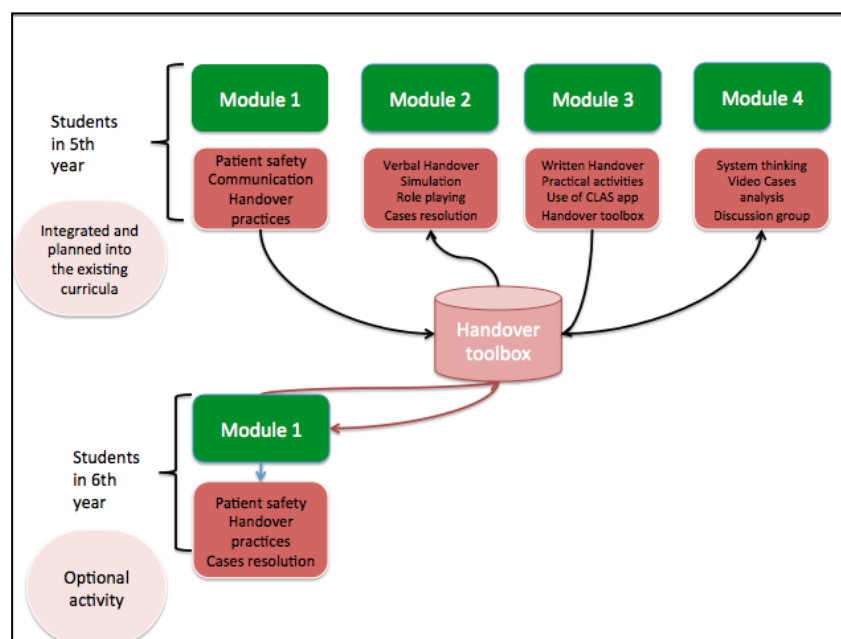 Module 1
Module 2
Module 3
Module 4
Students
in 5th
year
Patient safety
Communication
Handover
practices
Verbal Handover
Simulation
Role playing
Cases resolution
Written Handover
Practical activities
Use of CLAS app
Handover toolbox
System thinking
Video Cases
analysis
Discussion group
Integrated and
planned into
the existing
curricula
Handover
toolbox
Module 1
Students
in 6th
year
Patient safety
Handover
practices
Cases resolution
Optional
activity